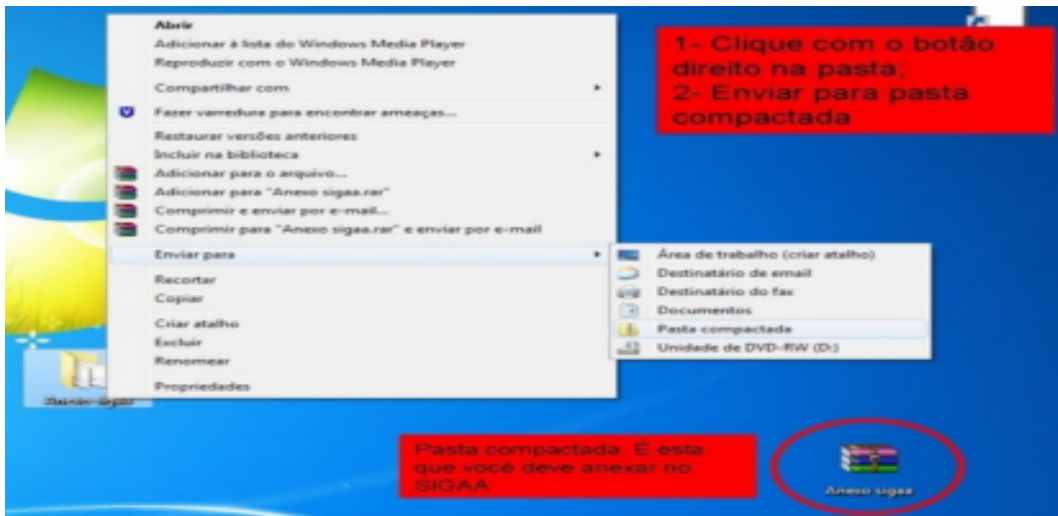 Abrir
Adicionar à lista do Windows Media Player
Reproduzir com o Windows Media Player
Compartilhar com
Fazer varredura para encontrar ameaças...
Restaurar versões anteriores
Incluir na biblioteca
Adicionar para o arquivo...
Adicionar para "Anexo sigaa.rar"
Comprimir e enviar por e-mail...
Comprimir para "Anexo sigaa.rar" e enviar por e-mail
Enviar para
Recortar
Copiar
Criar atalho
Excluir
Renomear
Propriedades
Área de trabalho (criar atalho)
Destinatário de email
Destinatário do fax
Documentos
Pasta compactada
Unidade de DVD-RW (D:)
1- Clique com o botão
direito na pasta;
2- Enviar para pasta
compactada
Anexo sigaa
Pasta compactada. É esta
que você deve anexar no
SIGAA
Anexo sigaa